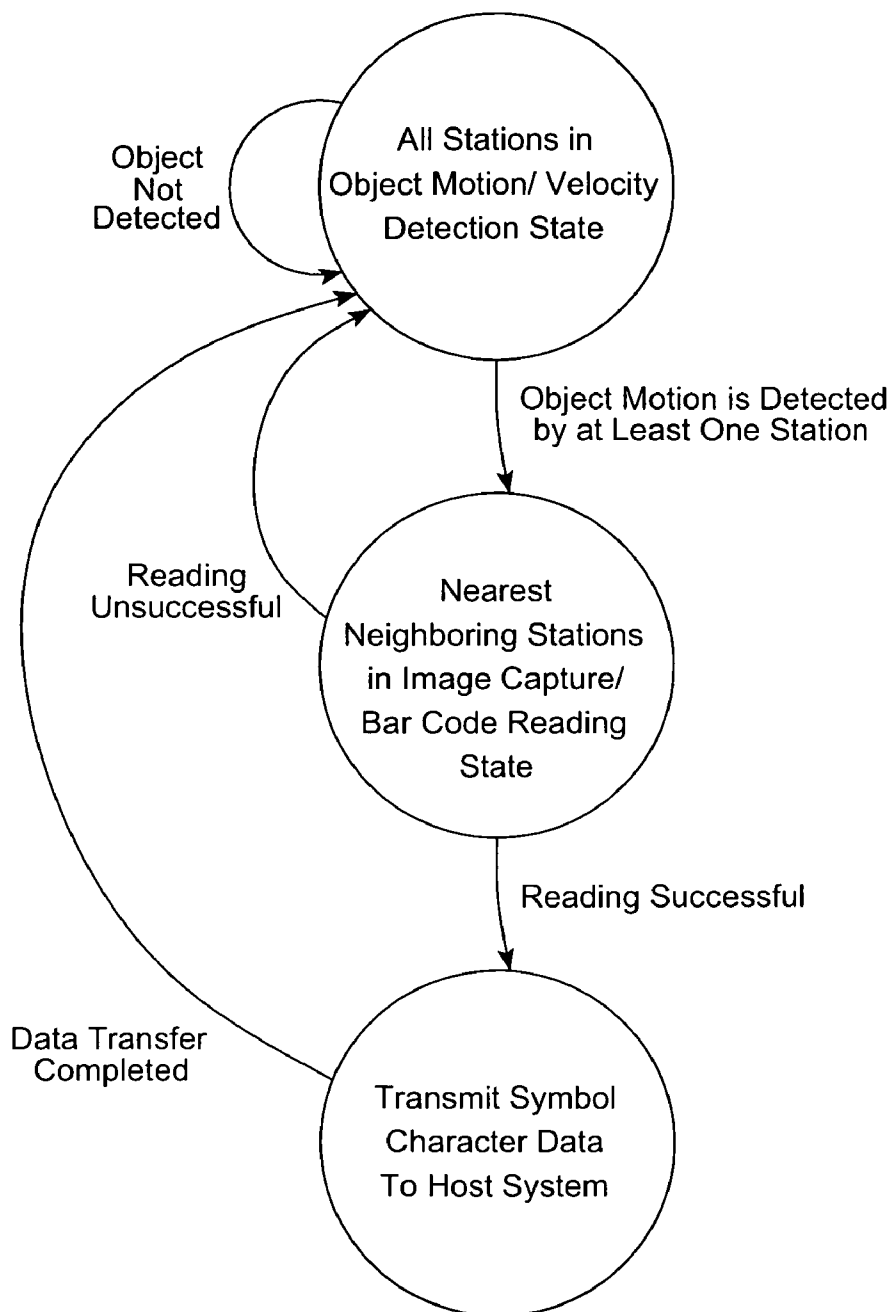 All Stations in
Object Motion/ Velocity
Detection State
Object
Not
Detected
Object Motion is Detected
by at Least One Station
Reading
Unsuccessful
Nearest
Neighboring Stations
in Image Capture/
Bar Code Reading
State
Reading Successful
Data Transfer
Completed
Transmit Symbol
Character Data
To Host System